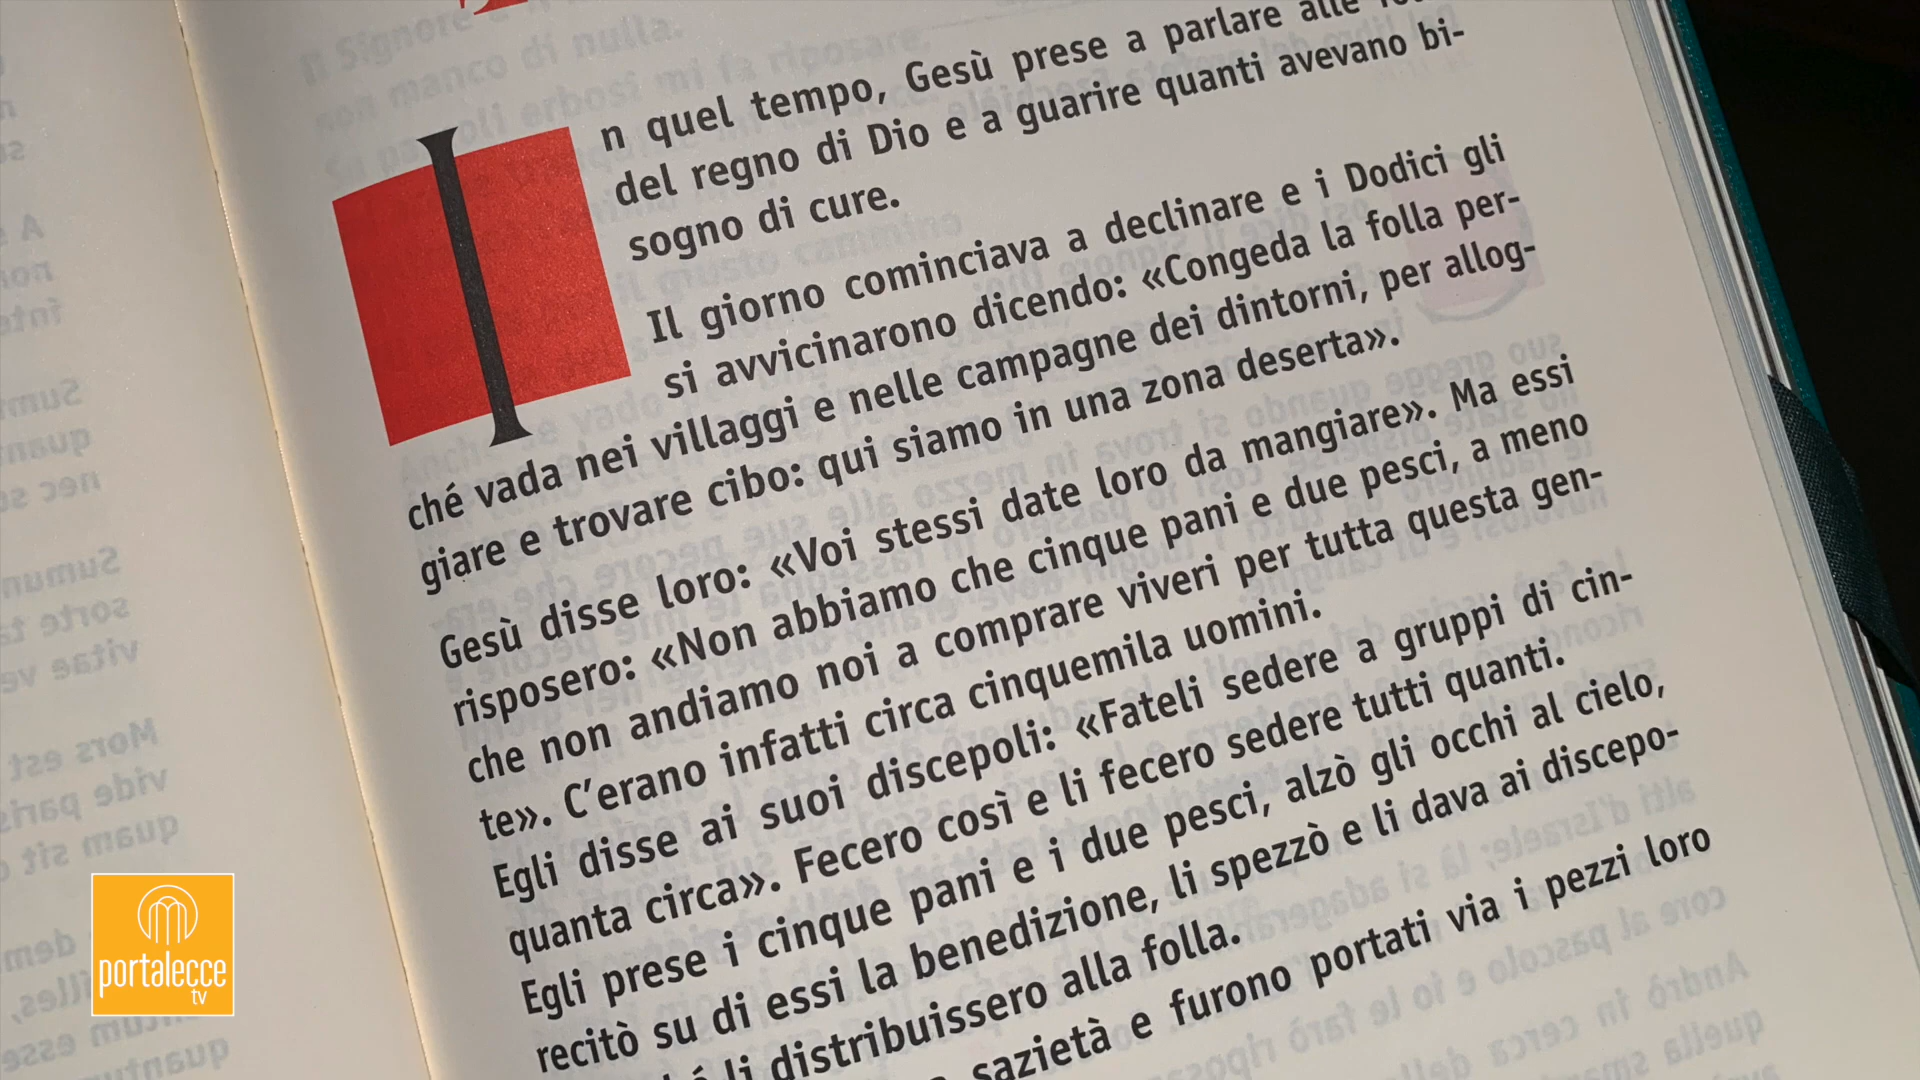 In quel tempo, Gesù prese a parlare alle
del regno di Dio e a guarire quanti avevano bi-
sogno di cure.
Il giorno cominciava a declinare e i Dodici gli
si avvicinarono dicendo: «Congeda la folla per-
ché vada nei villaggi e nelle campagne dei dintorni, per allog-
giare e trovare cibo: qui siamo in una zona deserta».
Gesù disse loro: «Voi stessi date loro da mangiare». Ma essi
risposero: «Non abbiamo che cinque pani e due pesci, a meno
che non andiamo noi a comprare viveri per tutta questa gen-
te». C'erano infatti circa cinquemila uomini.
Egli disse ai suoi discepoli: «Fateli sedere a gruppi di cin-
quanta circa». Fecero così e li fecero sedere tutti quanti.
Egli prese i cinque pani e i due pesci, alzò gli occhi al cielo,
recitò su di essi la benedizione, li spezzò e li dava ai discepo-
li distribuissero alla folla.
sazietà e furono portati via i pezzi loro
portalecce
tv